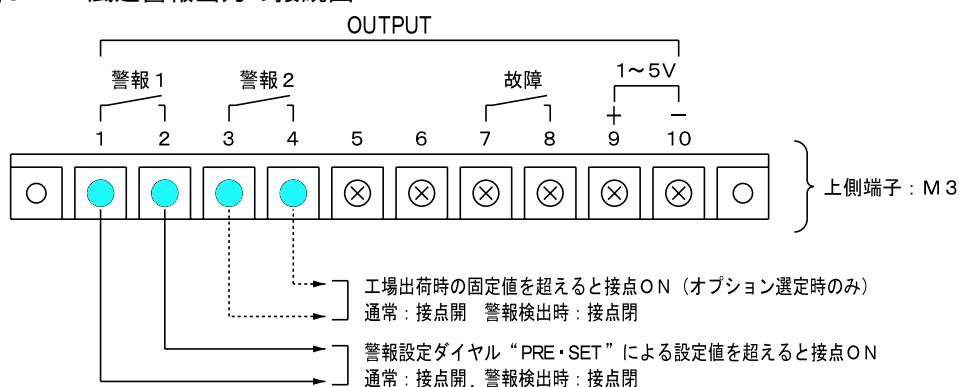 OUTPUT
警報1 警報2 故障 1～5V
＋ －
1 2 3 4 5 6 7 8 9 10
上側端子：M3
工場出荷時の固定値を超えると接点ON（オプション選定時のみ）
通常：接点開 警報検出時：接点閉
警報設定ダイヤル“PRE・SET”による設定値を超えると接点ON
通常：接点開，警報検出時：接点閉